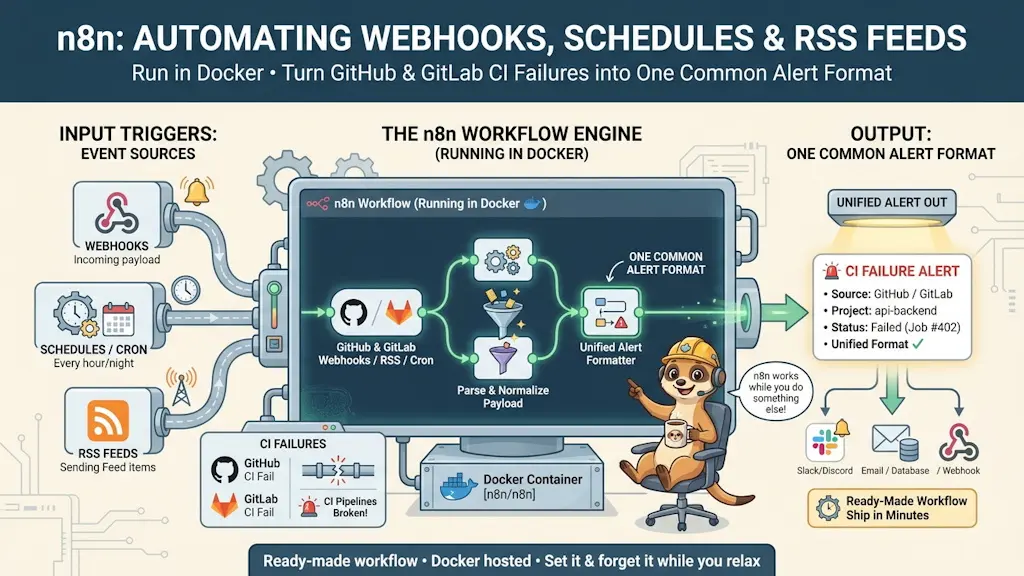 n8n: AUTOMATING WEBHOOKS, SCHEDULES & RSS FEEDS
Run in Docker • Turn GitHub & GitLab CI Failures into One Common Alert Format
INPUT TRIGGERS:
EVENT SOURCES
WEBHOOKS
Incoming payload
SCHEDULES / CRON
Every hour/night
RSS FEEDS
Sending Feed items
THE n8n WORKFLOW ENGINE
(RUNNING IN DOCKER)
n8n Workflow (Running in Docker )
GitHub & GitLab
Webhooks / RSS / Cron
Parse & Normalize
Payload
ONE COMMON
ALERT FORMAT
Unified Alert
Formatter
CI FAILURES
GitHub
CI Fail
GitLab
CI Fail
CI Pipelines
Broken!
Docker Container
[n8n/n8n]
n8n works
while you do
something
else!
OUTPUT:
ONE COMMON ALERT FORMAT
UNIFIED ALERT OUT
CI FAILURE ALERT
• Source: GitHub / GitLab
• Project: api-backend
• Status: Failed (Job #402)
• Unified Format ✓
Slack/Discord
Email / Database
/ Webhook
Ready-Made Workflow
Ship in Minutes
Ready-made workflow • Docker hosted • Set it & forget it while you relax